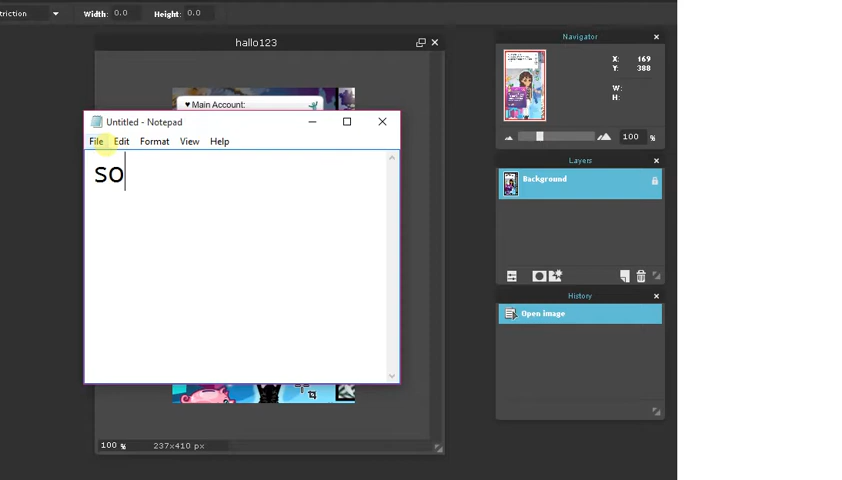 triction Width: 0.0 Height: 0.0
hallo123
♥ Main Account:
Untitled - Notepad
File Edit Format View Help
so
100 % 237x410 px
Navigator
X: 169
Y: 388
W:
H:
100 %
Layers
Background
History
Open image